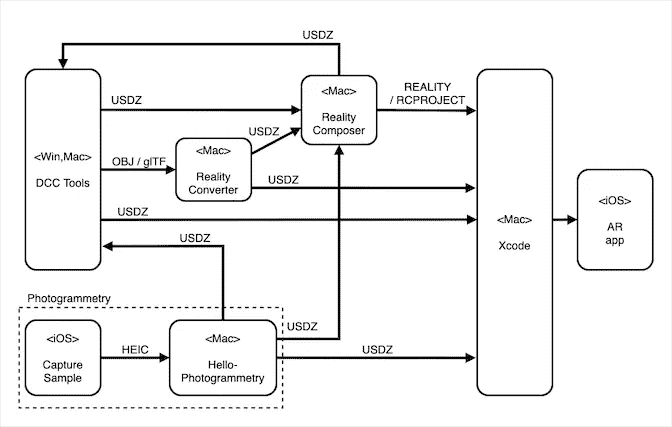 USDZ
<Win,Mac>
DCC Tools
USDZ
<Mac>
Reality
Composer
REALITY
/ RCPROJECT
OBJ / glTF
<Mac>
Reality
Converter
USDZ
USDZ
USDZ
<Mac>
Xcode
<iOS>
AR
app
USDZ
Photogrammetry
<iOS>
Capture
Sample
HEIC
<Mac>
Hello-
Photogrammetry
USDZ
USDZ